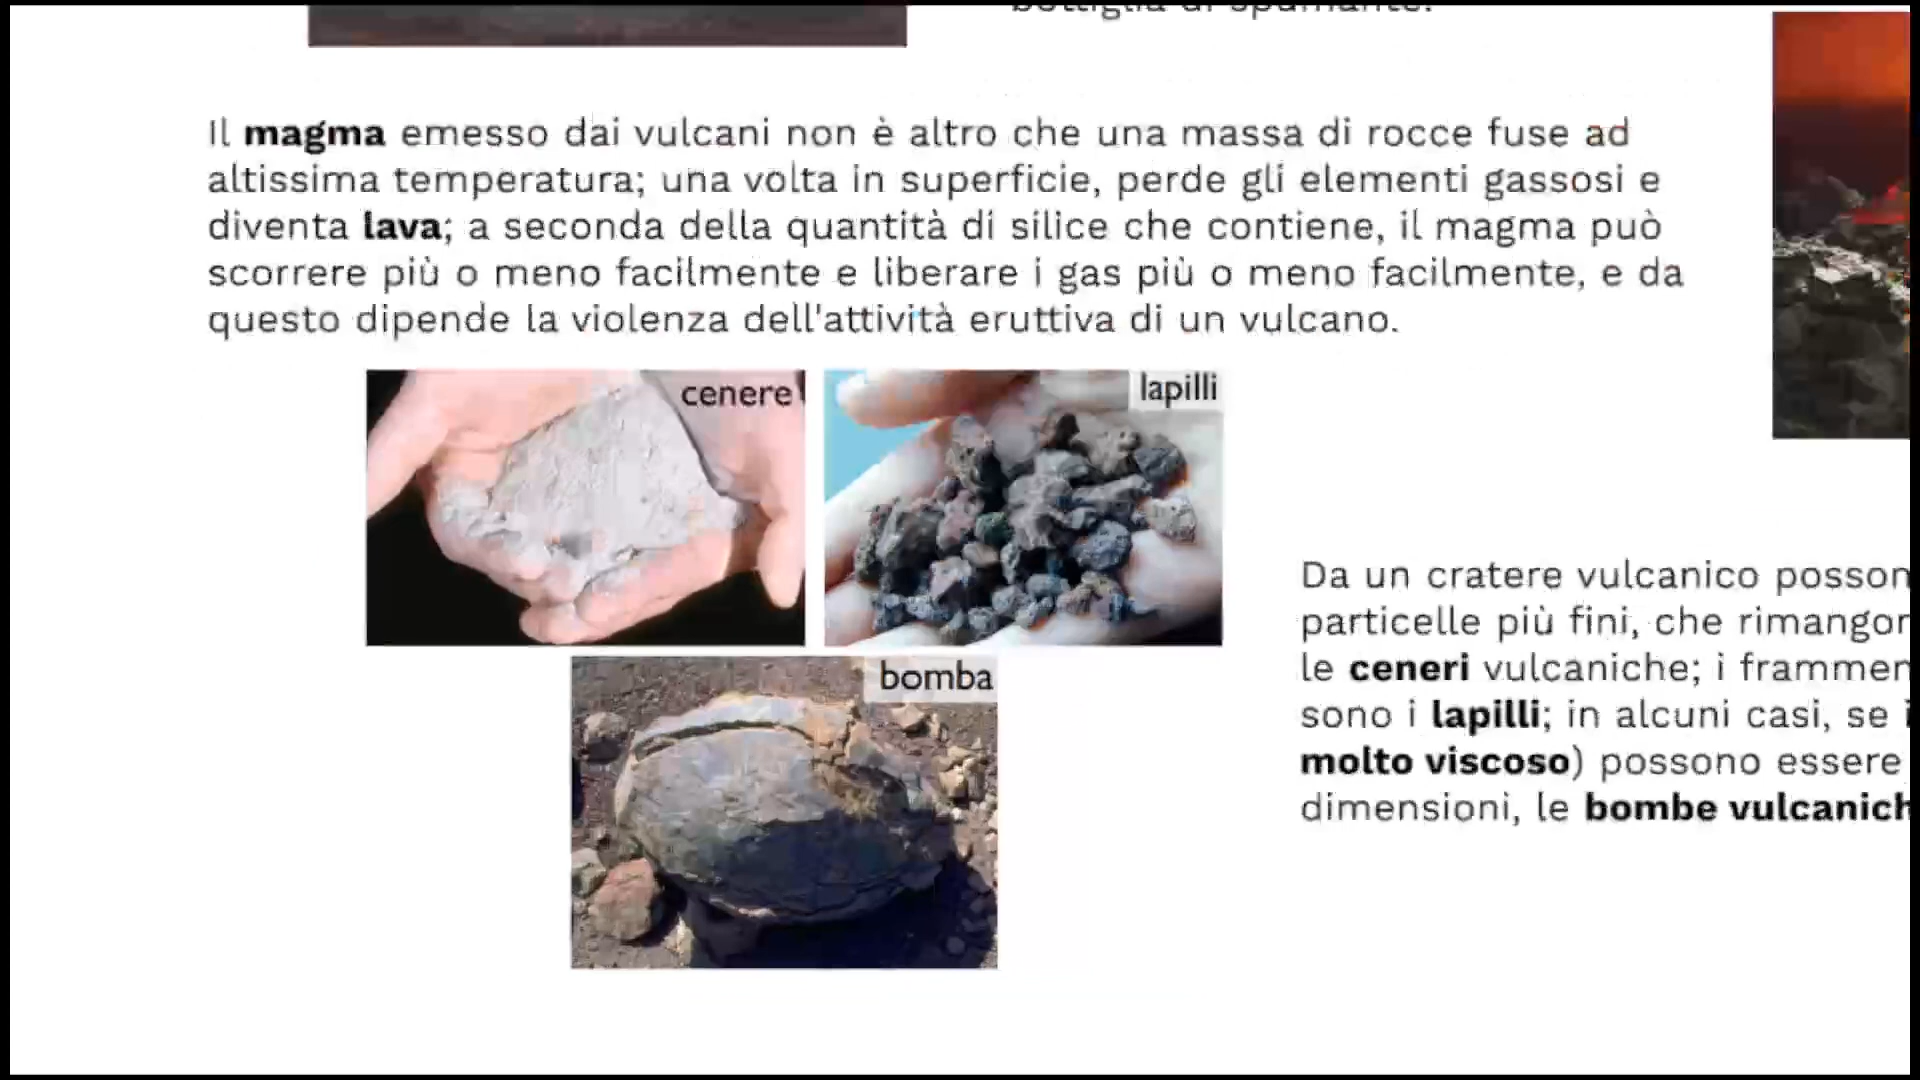 bottiglia di spumante.
Il magma emesso dai vulcani non è altro che una massa di rocce fuse ad
altissima temperatura; una volta in superficie, perde gli elementi gassosi e
diventa lava; a seconda della quantità di silice che contiene, il magma può
scorrere più o meno facilmente e liberare i gas più o meno facilmente, e da
questo dipende la violenza dell'attività eruttiva di un vulcano.
cenere
lapilli
bomba
Da un cratere vulcanico posson
particelle più fini, che rimangon
le ceneri vulcaniche; i frammen
sono i lapilli; in alcuni casi, se i
molto viscoso) possono essere
dimensioni, le bombe vulcanich